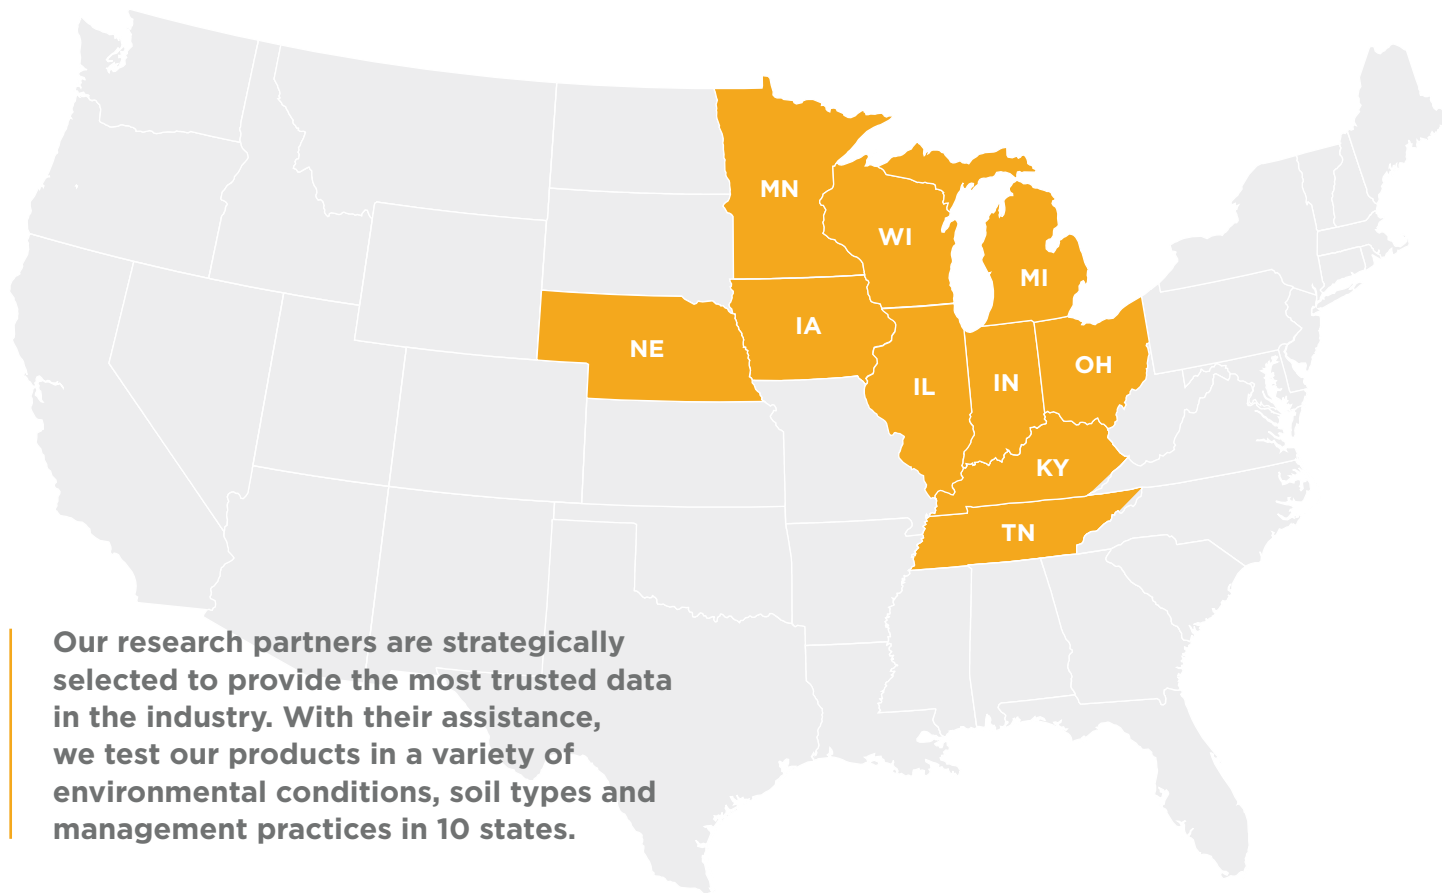 MN
WI
MI
IA
NE
OH
IN
IL
KY
TN
Our research partners are strategically
selected to provide the most trusted data
in the industry. With their assistance,
we test our products in a variety of
environmental conditions, soil types and
management practices in 10 states.